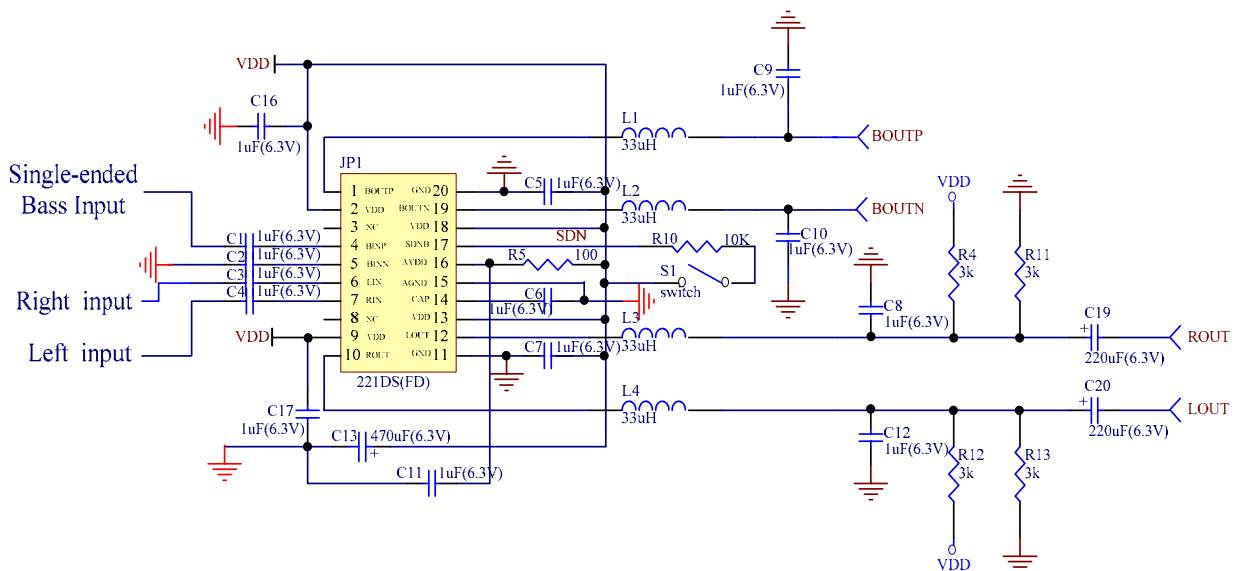 VDD
C16
1uF(6.3V)
C9
1uF(6.3V)
L1
33uH
BOUTP
JP1
Single-ended
Bass Input
1 BOUTP GND 20
2 VDD BOUTN 19
3 NC VDD 18
4 BINP SDNB 17
5 BINN AVDD 16
6 LIN AGND 15
7 RIN CAP 14
8 NC VDD 13
9 VDD LOUT 12
10 ROUT GND 11
221DS(FD)
C5 1uF(6.3V)
L2
33uH
BOUTN
C10
1uF(6.3V)
C1 1uF(6.3V)
C2 1uF(6.3V)
C3 1uF(6.3V)
C4 1uF(6.3V)
SDN
R10 10K
R5 100
S1
switch
C6
1uF(6.3V)
Right input
Left input
VDD
L3
33uH
C7 1uF(6.3V)
C8
1uF(6.3V)
VDD
R4
3k
R11
3k
C19
+
220uF(6.3V)
ROUT
L4
33uH
C20
+
220uF(6.3V)
LOUT
C17
1uF(6.3V)
C13 470uF(6.3V)
+
C11 1uF(6.3V)
C12
1uF(6.3V)
R12
3k
R13
3k
VDD